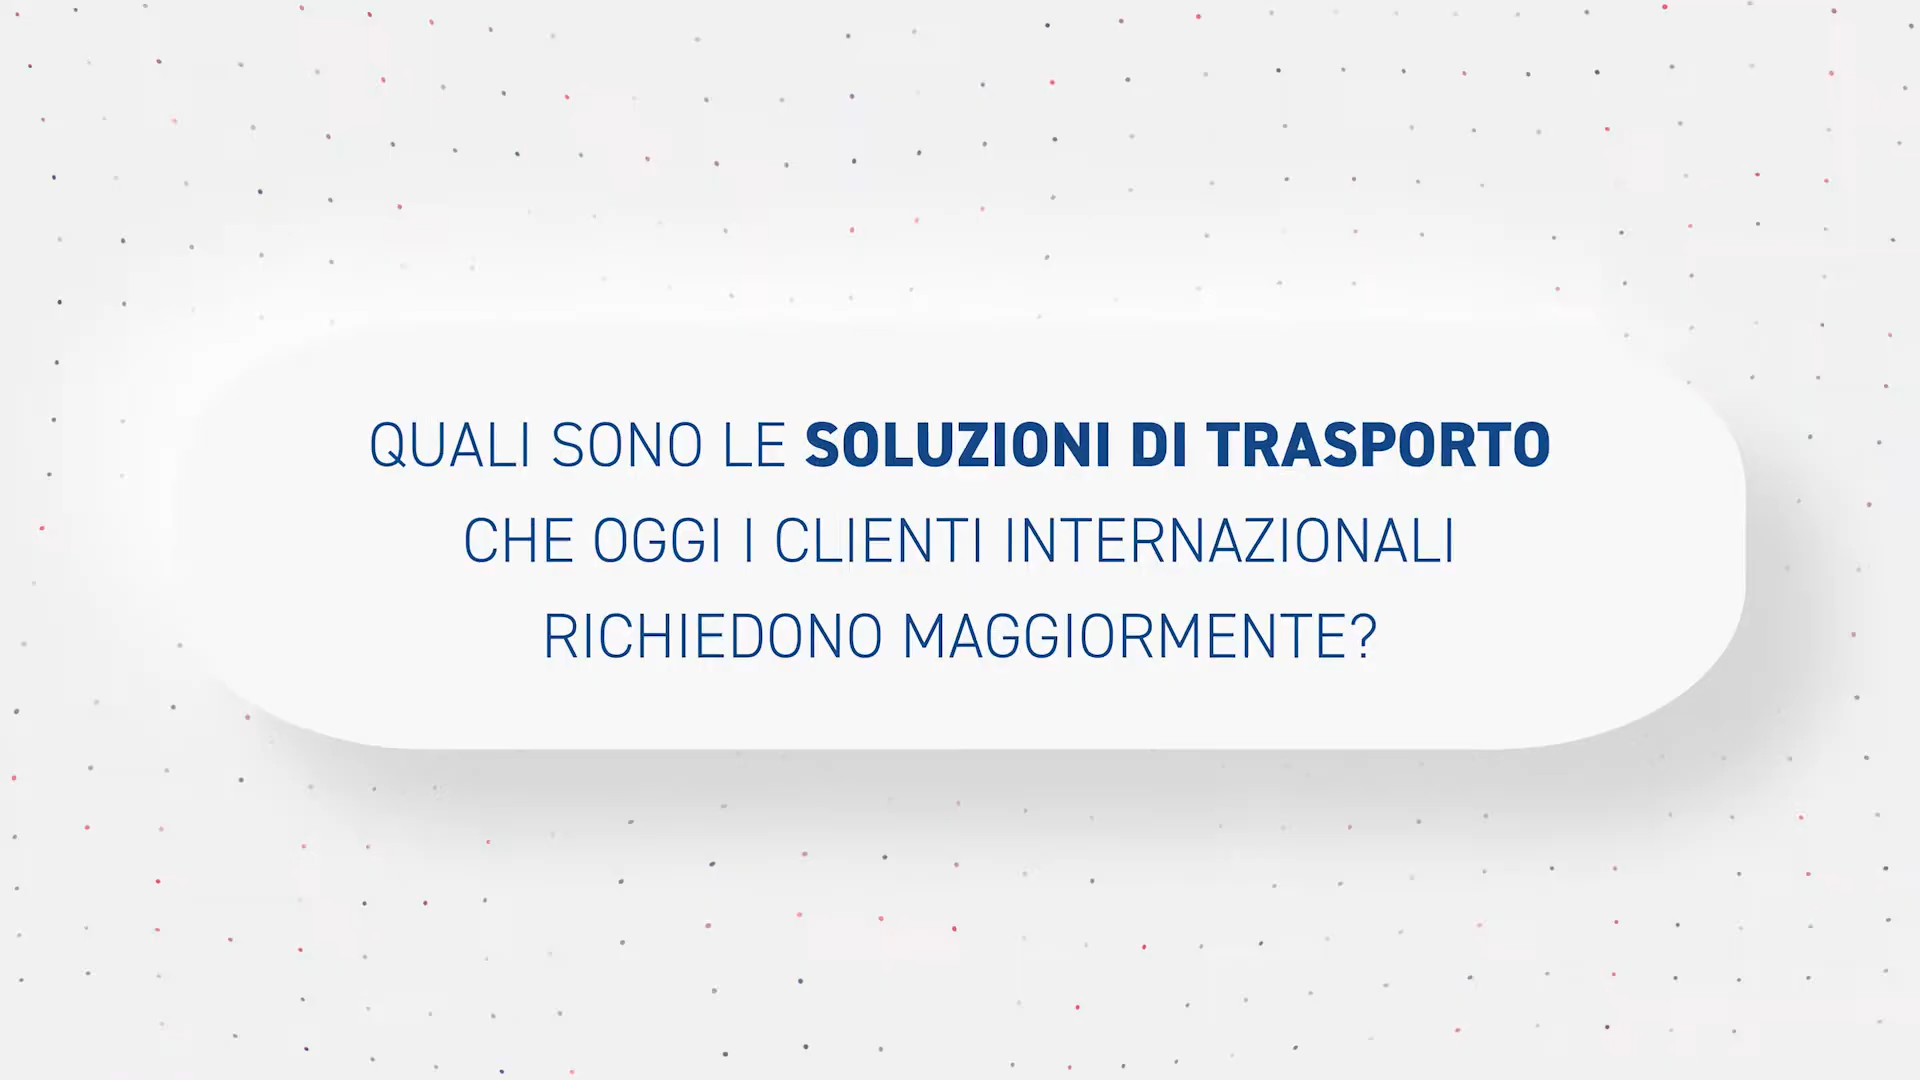 QUALI SONO LE SOLUZIONI DI TRASPORTO
CHE OGGI I CLIENTI INTERNAZIONALI
RICHIEDONO MAGGIORMENTE?